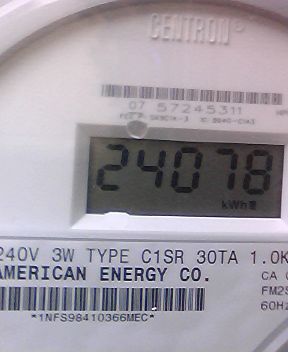 CENTRON®
07 57245311
24078
kWh
240V 3W TYPE C1SR 30TA 1.0K
AMERICAN ENERGY CO.
CA
FM2S
60Hz
*1NFS98410366MEC*